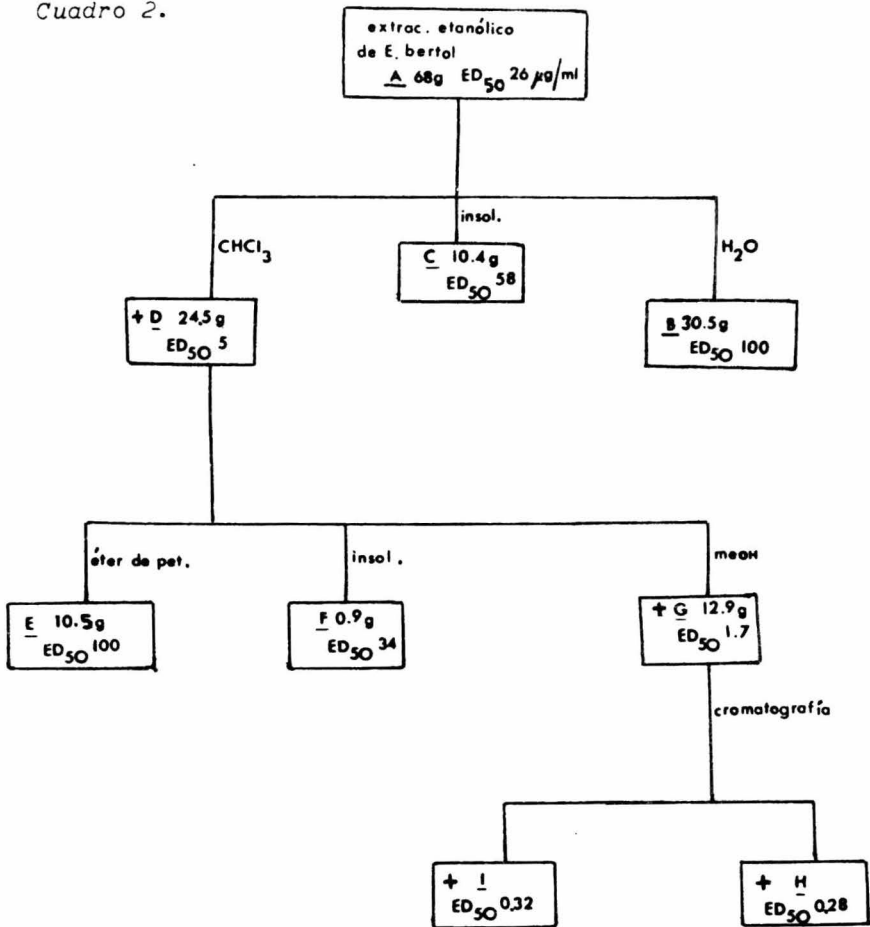 Cuadro 2.
extrac. etanólico
de E. bertol
A 68g ED50 26 µg/ml
CHCl3
insol.
H2O
+ D 24,5g
ED50 5
C 10.4g
ED50 58
B 30.5g
ED50 100
éter de pet.
insol.
meOH
E 10.5g
ED50 100
F 0.9g
ED50 34
+ G 12.9g
ED50 1.7
cromatografía
+ I
ED50 0,32
+ H
ED50 0,28